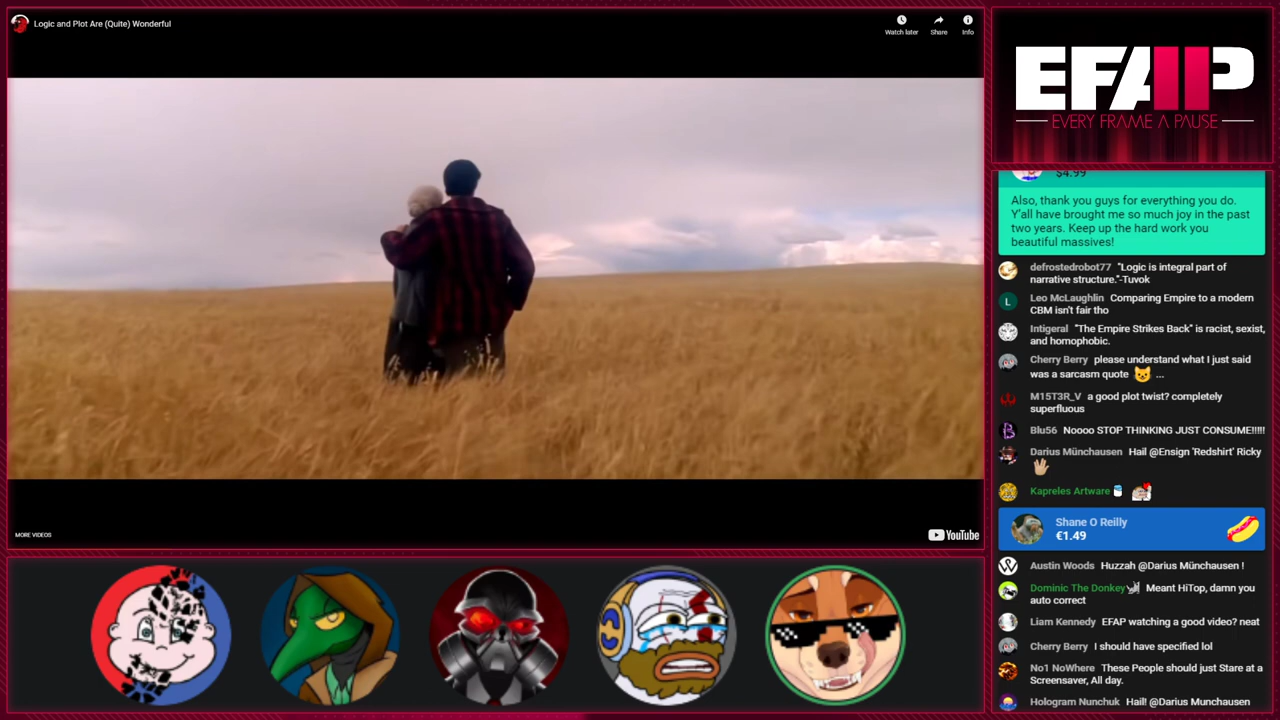 Logic and Plot Are (Quite) Wonderful
Watch later
Share
Info
MORE VIDEOS
YouTube
EFAP
EVERY FRAME A PAUSE
$4.99
Also, thank you guys for everything you do.
Y'all have brought me so much joy in the past
two years. Keep up the hard work you
beautiful massives!
defrostedrobot77 "Logic is integral part of
narrative structure."-Tuvok
L
Leo McLaughlin Comparing Empire to a modern
CBM isn't fair tho
Intigeral "The Empire Strikes Back" is racist, sexist,
and homophobic.
Cherry Berry please understand what I just said
was a sarcasm quote 😺 ...
M15T3R_V a good plot twist? completely
superfluous
Blu56 Noooo STOP THINKING JUST CONSUME!!!!!
Darius Münchausen Hail @Ensign 'Redshirt' Ricky
🖖🏼
Kapreles Artware
Shane O Reilly
€1.49
Austin Woods Huzzah @Darius Münchausen !
Dominic The Donkey Meant HiTop, damn you
auto correct
Liam Kennedy EFAP watching a good video? neat
Cherry Berry I should have specified lol
No1 NoWhere These People should just Stare at a
Screensaver, All day.
Hologram Nunchuk Hail! @Darius Munchausen